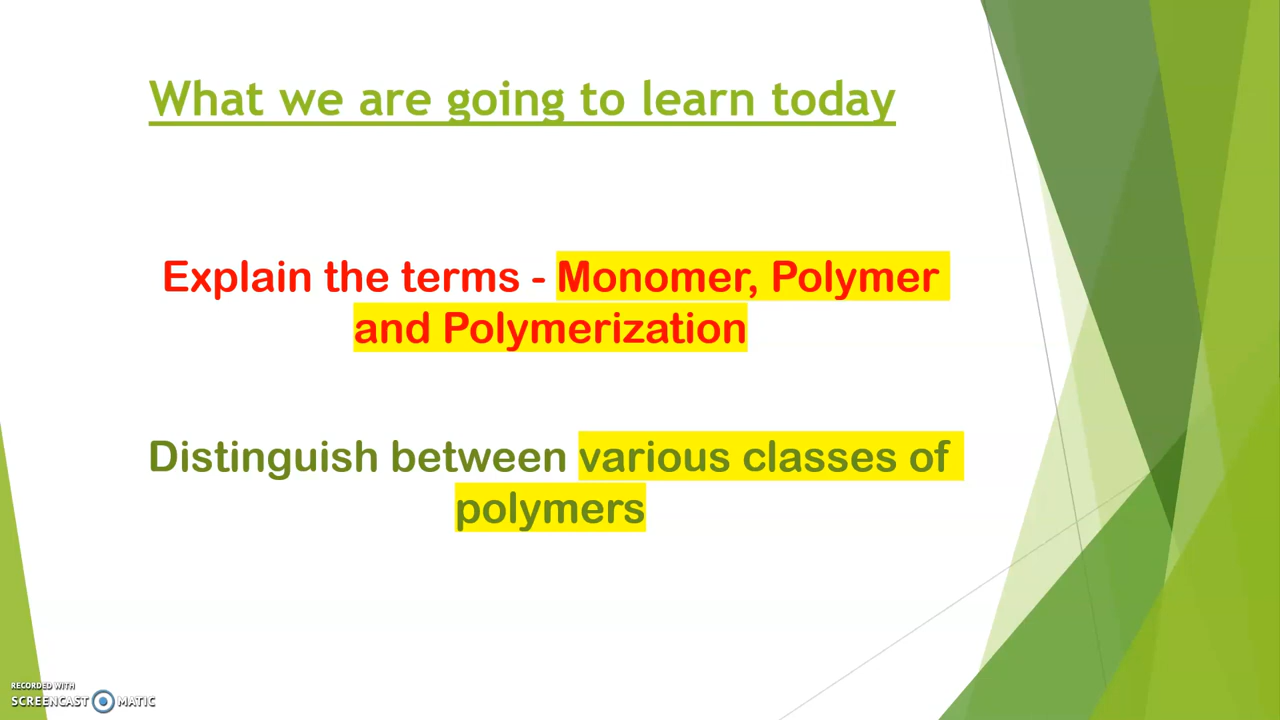 What we are going to learn today
Explain the terms - Monomer, Polymer
and Polymerization
Distinguish between various classes of
polymers
RECORDED WITH
SCREENCAST MATIC